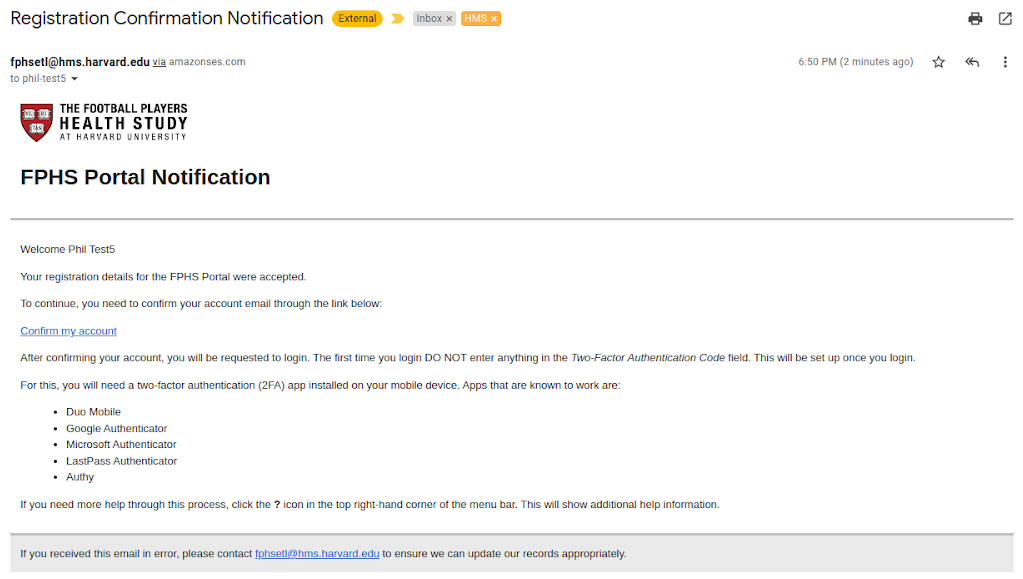 Registration Confirmation Notification External Inbox × HMS ×
fphsetl@hms.harvard.edu via amazonses.com 6:50 PM (2 minutes ago)
to phil-test5
THE FOOTBALL PLAYERS
HEALTH STUDY
AT HARVARD UNIVERSITY
FPHS Portal Notification
Welcome Phil Test5
Your registration details for the FPHS Portal were accepted.
To continue, you need to confirm your account email through the link below:
Confirm my account
After confirming your account, you will be requested to login. The first time you login DO NOT enter anything in the Two-Factor Authentication Code field. This will be set up once you login.
For this, you will need a two-factor authentication (2FA) app installed on your mobile device. Apps that are known to work are:
• Duo Mobile
• Google Authenticator
• Microsoft Authenticator
• LastPass Authenticator
• Authy
If you need more help through this process, click the ? icon in the top right-hand corner of the menu bar. This will show additional help information.
If you received this email in error, please contact fphsetl@hms.harvard.edu to ensure we can update our records appropriately.